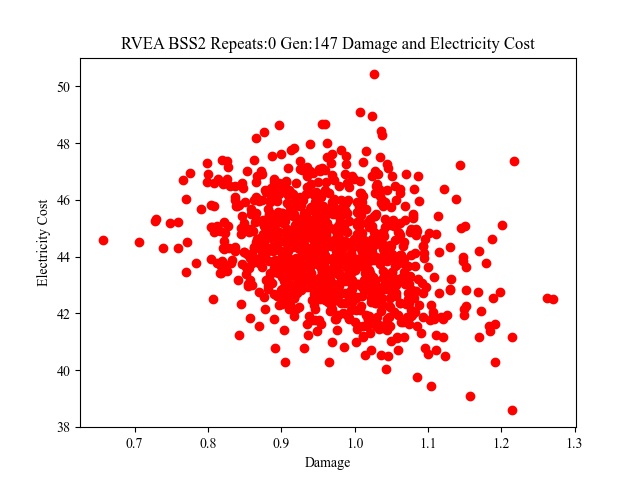 RVEA BSS2 Repeats:0 Gen:147 Damage and Electricity Cost
50
48
46
44
42
40
38
Electricity Cost
0.7 0.8 0.9 1.0 1.1 1.2 1.3
Damage